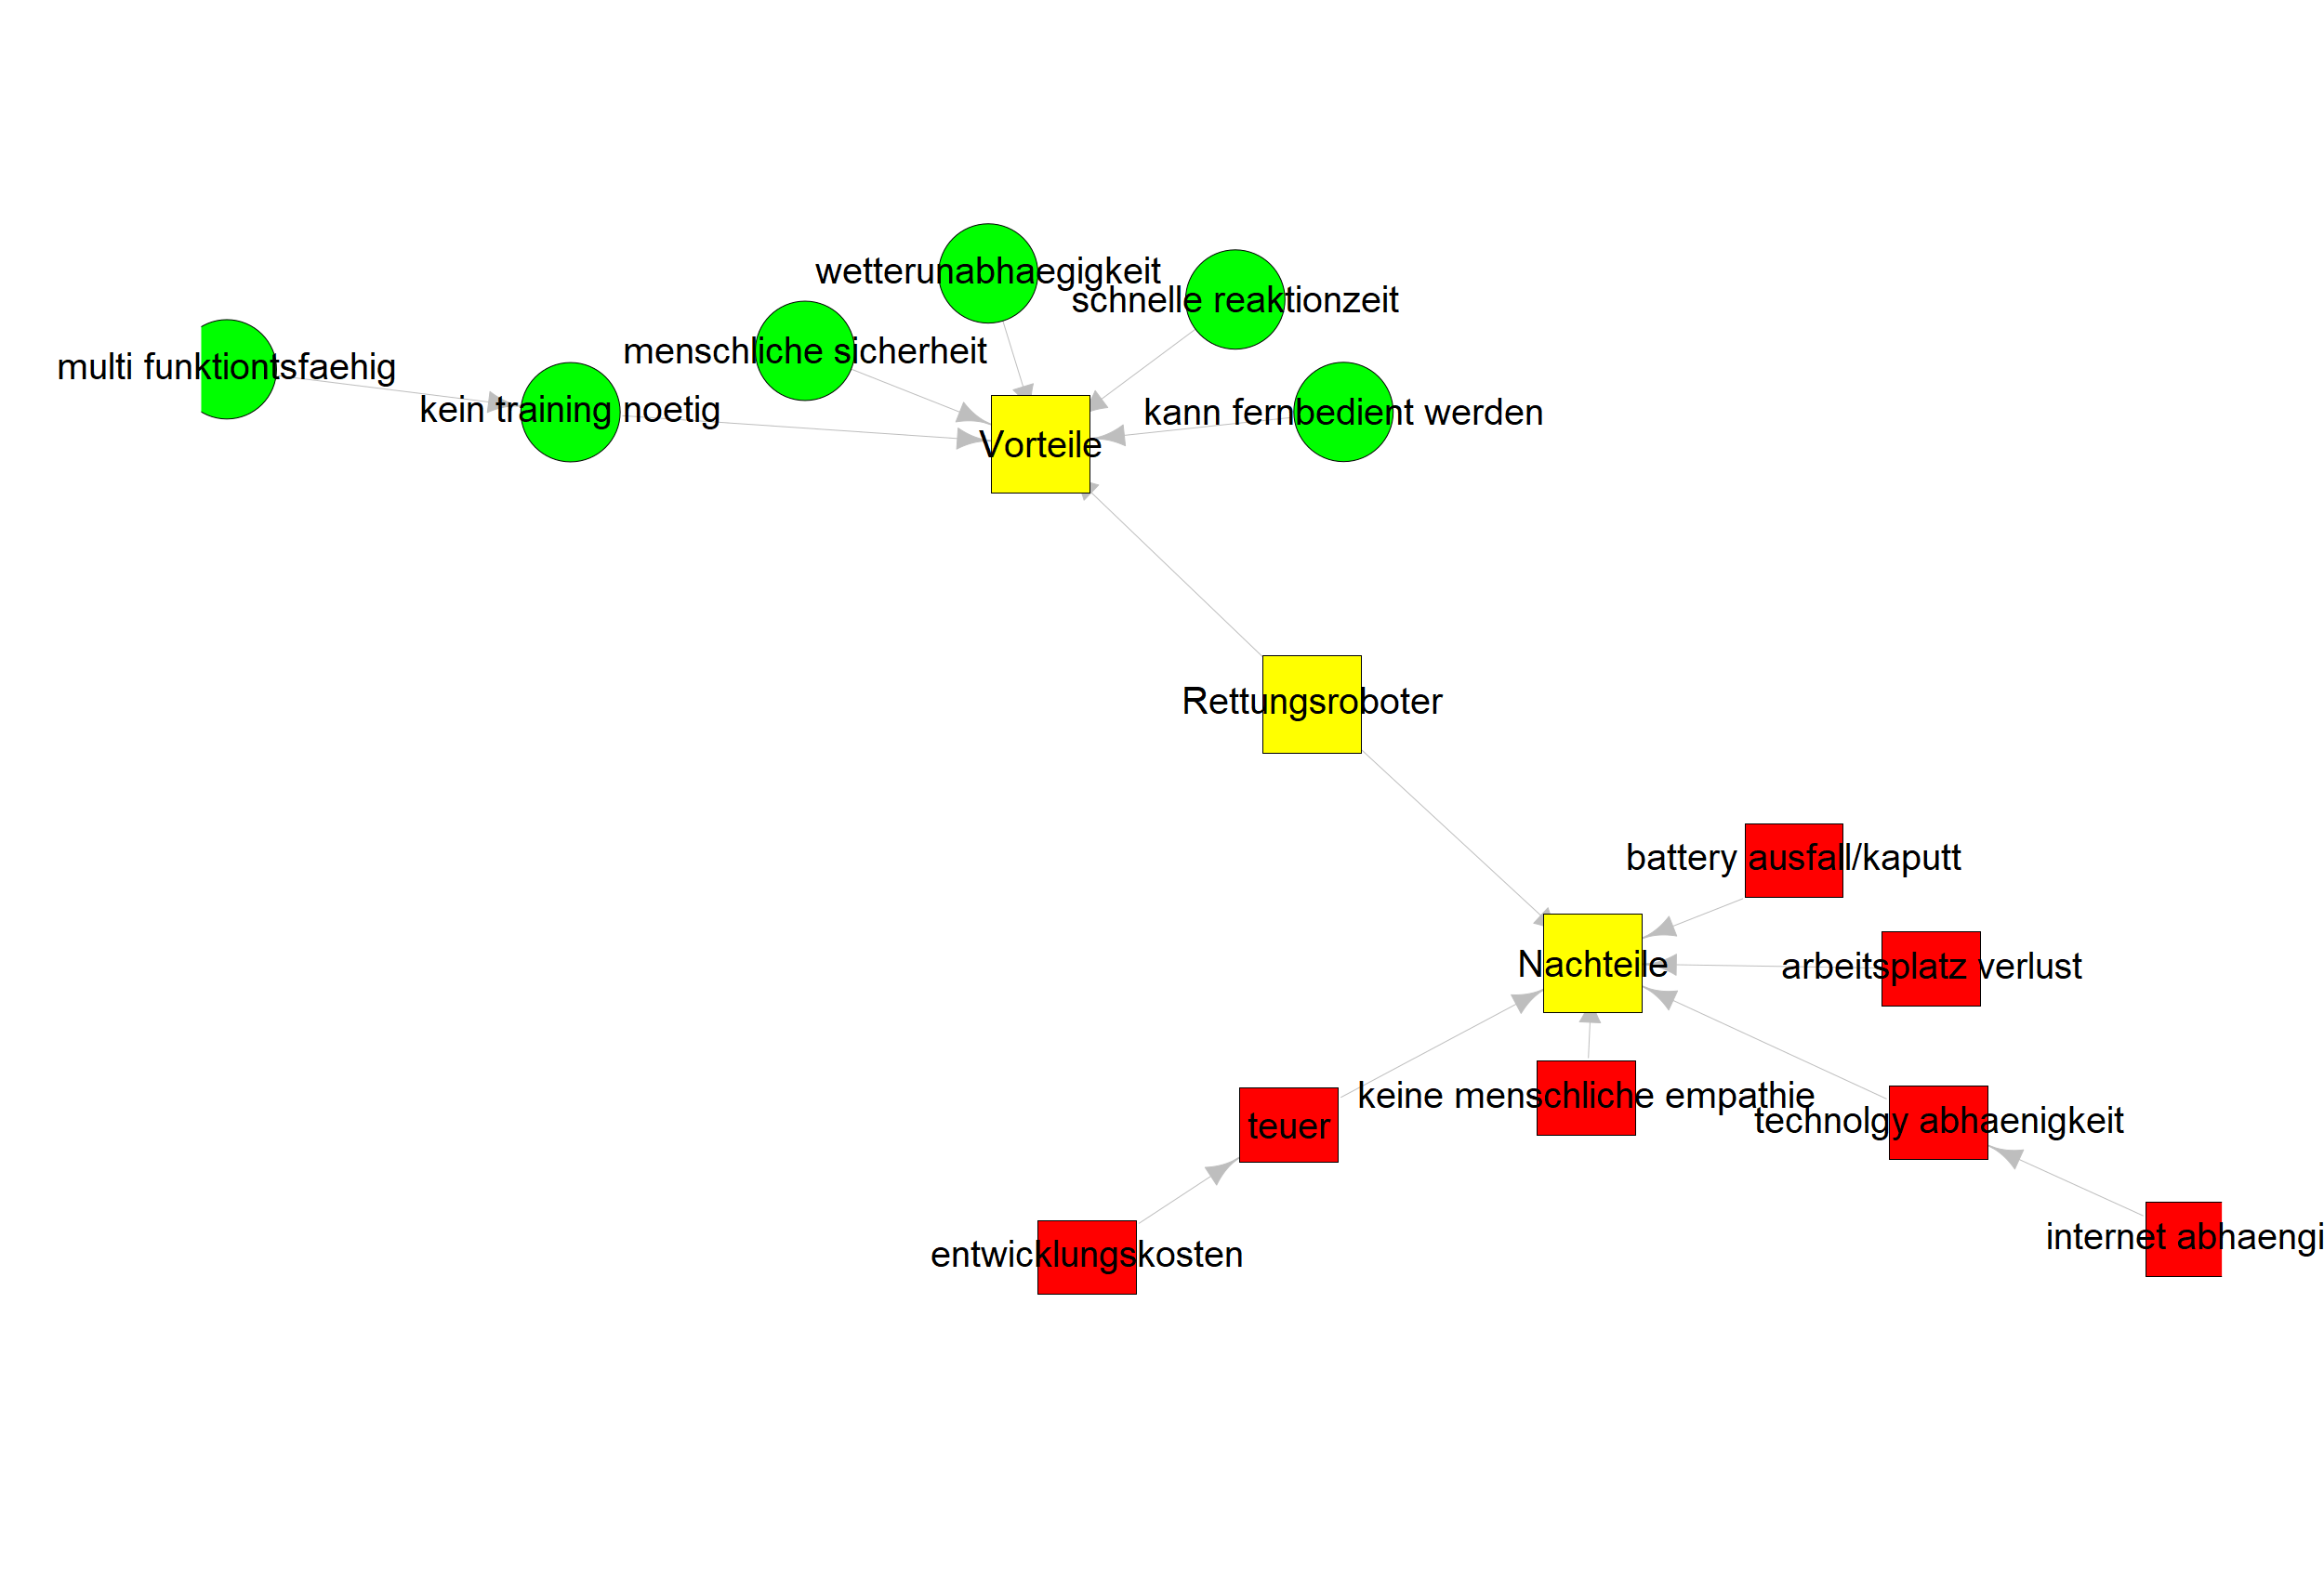 wetterunabhaegigkeit
schnelle reaktionzeit
menschliche sicherheit
multi funktiontsfaehig
kein training noetig
kann fernbedient werden
Vorteile
Rettungsroboter
battery ausfall/kaputt
Nachteile
arbeitsplatz verlust
keine menschliche empathie
technolgy abhaenigkeit
teuer
internet abhaengi
entwicklungskosten